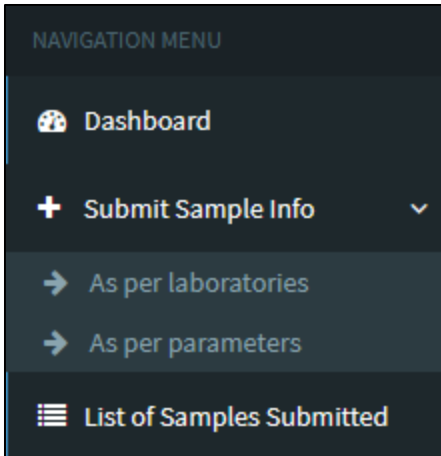 NAVIGATION MENU
Dashboard
Submit Sample Info
As per laboratories
As per parameters
List of Samples Submitted